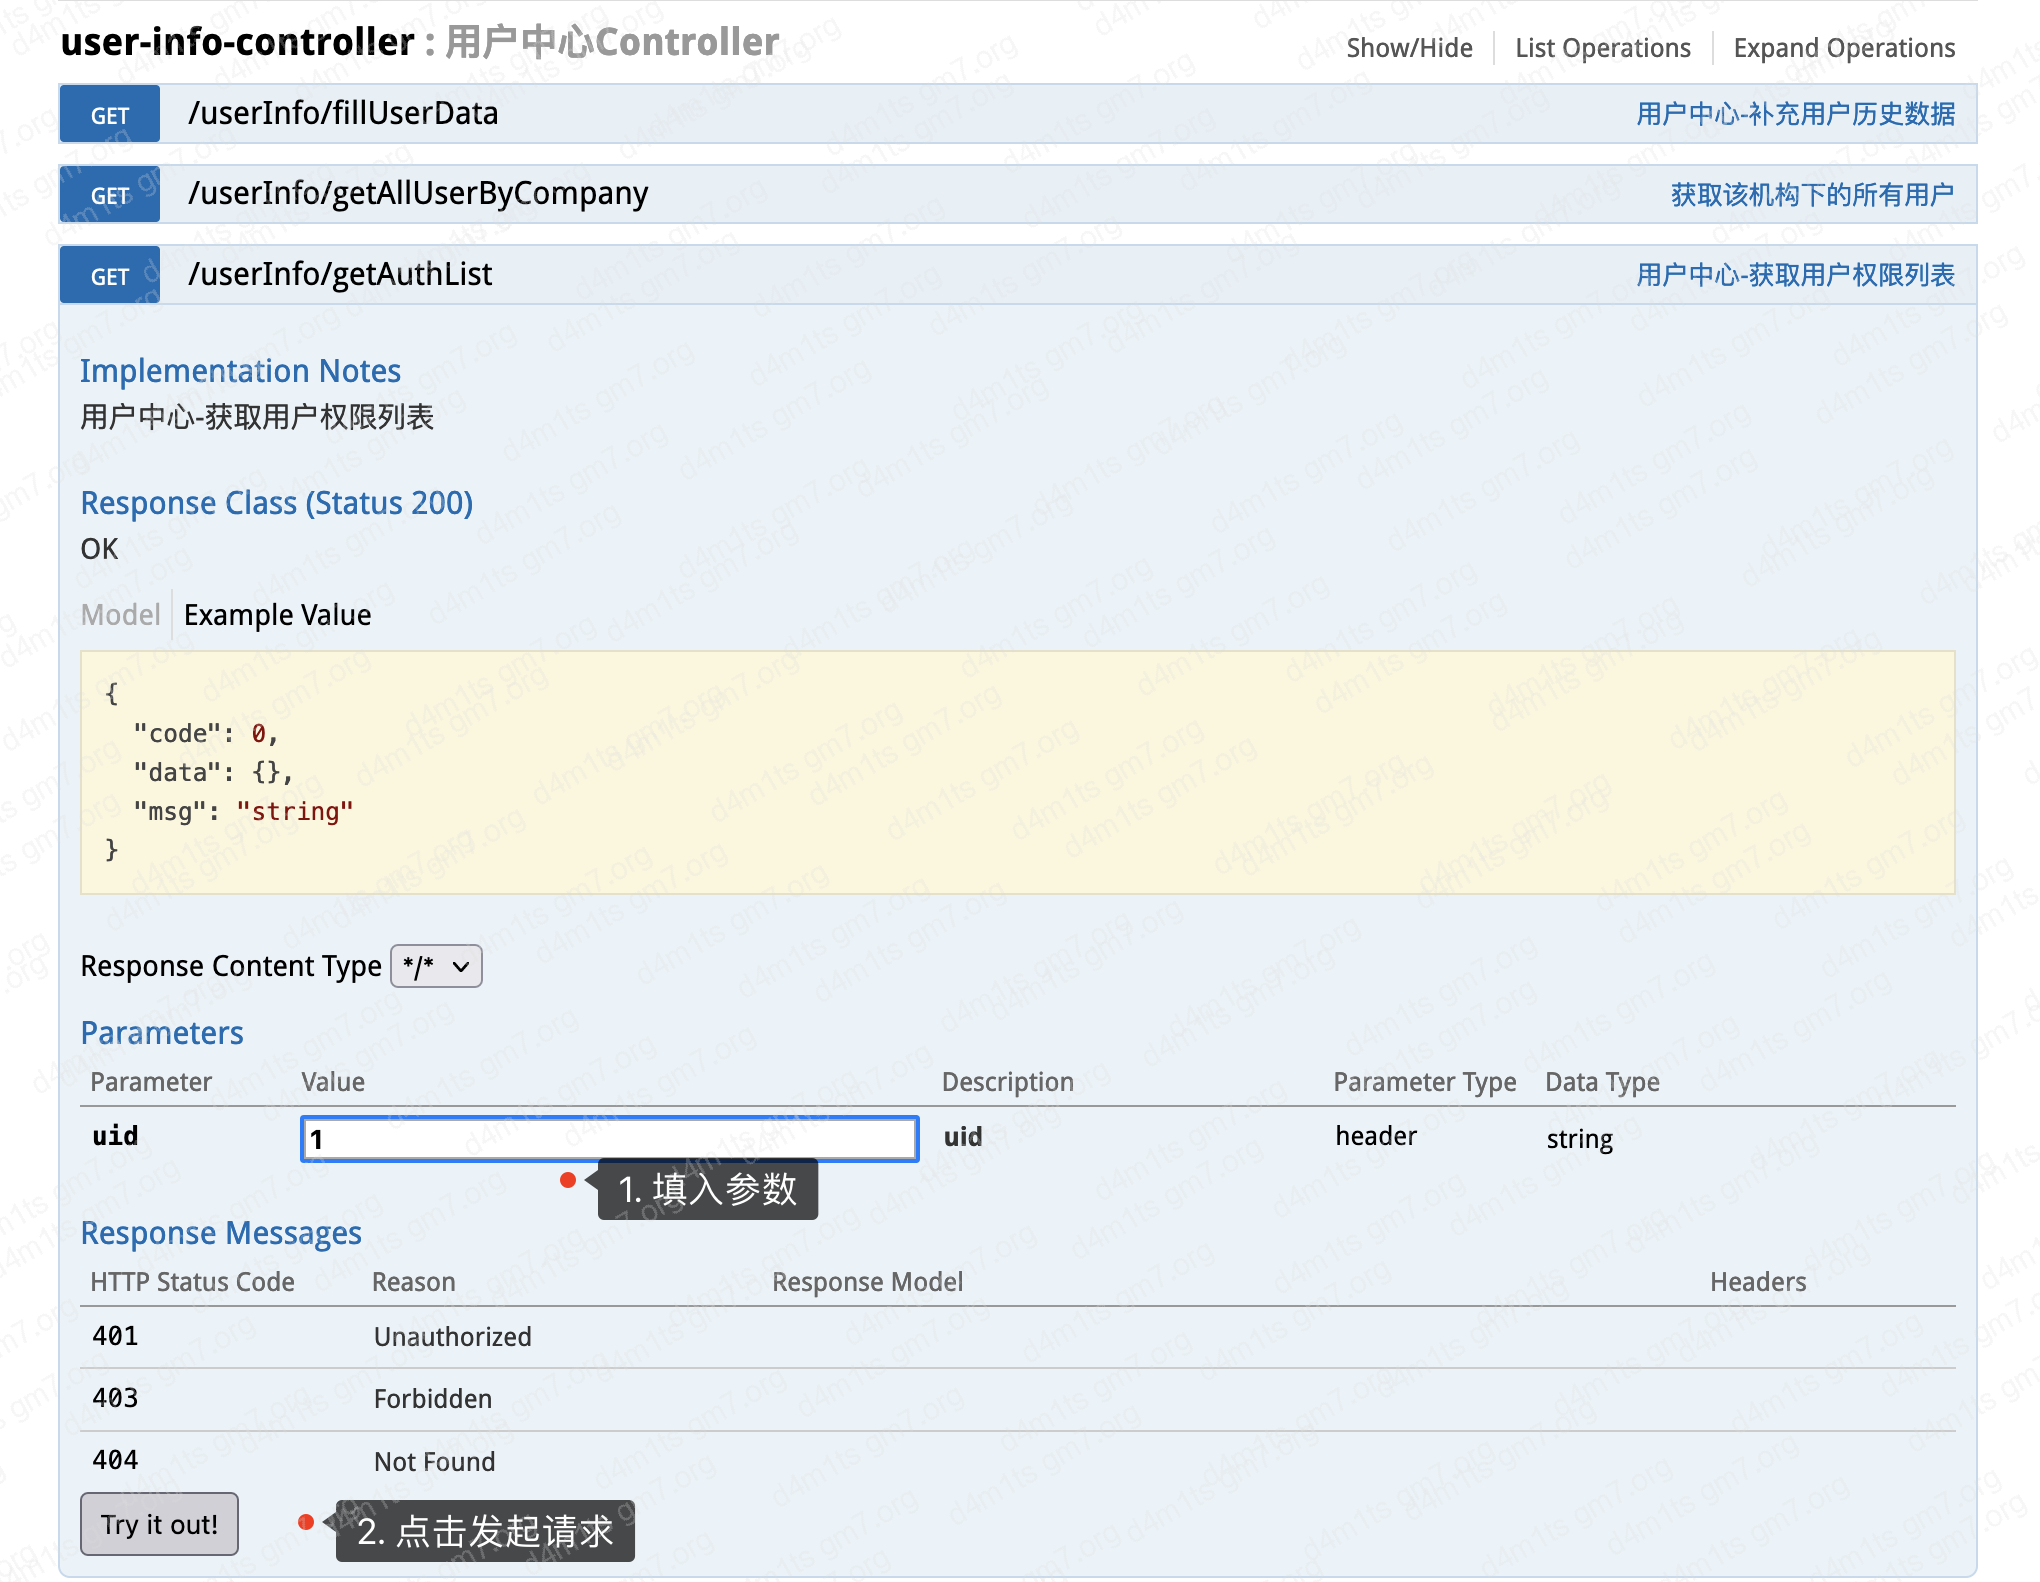 user-info-controller : 用户中心Controller
Show/Hide
List Operations
Expand Operations
GET
/userInfo/fillUserData
用户中心-补充用户历史数据
GET
/userInfo/getAllUserByCompany
获取该机构下的所有用户
GET
/userInfo/getAuthList
用户中心-获取用户权限列表
Implementation Notes
用户中心-获取用户权限列表
Response Class (Status 200)
OK
Model
Example Value
{
"code": 0,
"data": {},
"msg": "string"
}
Response Content Type */*
Parameters
Parameter
Value
Description
Parameter Type
Data Type
uid
1
uid
header
string
1. 填入参数
Response Messages
HTTP Status Code
Reason
Response Model
Headers
401
Unauthorized
403
Forbidden
404
Not Found
Try it out!
2. 点击发起请求
d4m1ts gm7.org